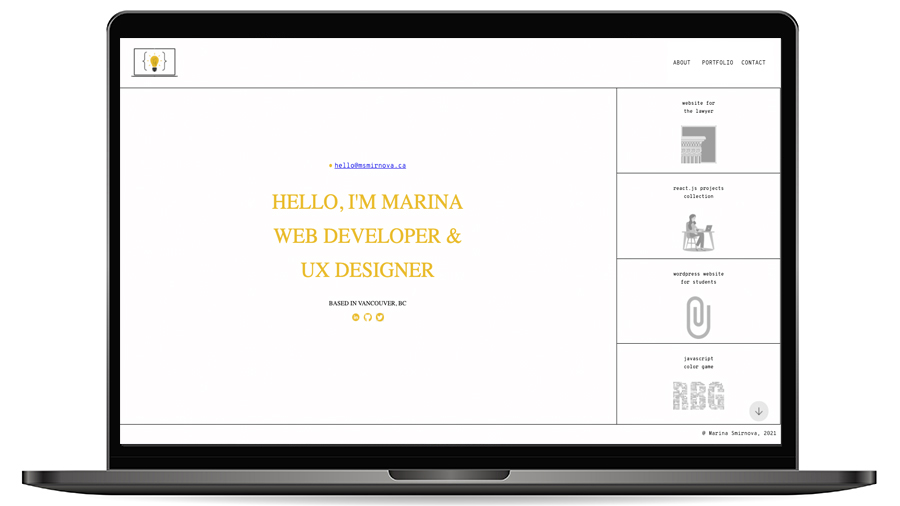 { }
ABOUT PORTFOLIO CONTACT
hello@msmirnova.ca
HELLO, I'M MARINA
WEB DEVELOPER &
UX DESIGNER
BASED IN VANCOUVER, BC
website for
the lawyer
react.js projects
collection
wordpress website
for students
javascript
color game
RBG
@ Marina Smirnova, 2021